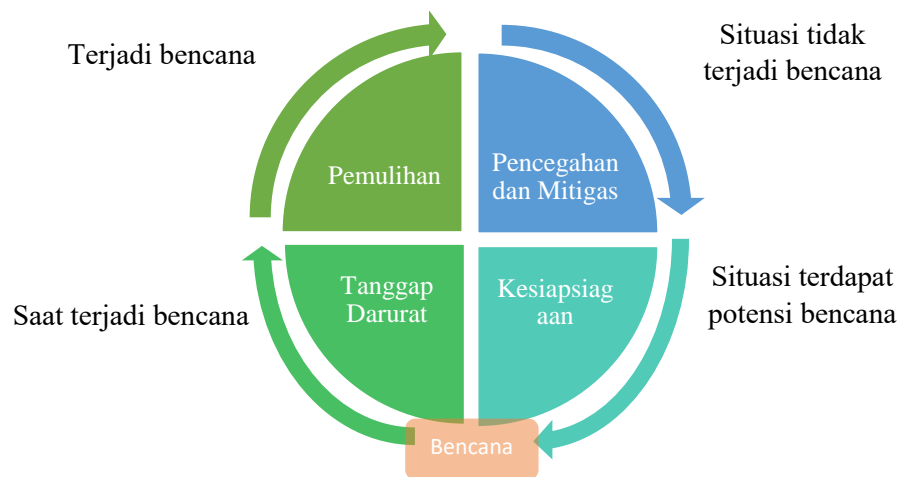 Terjadi bencana
Situasi tidak
terjadi bencana
Pemulihan
Pencegahan
dan Mitigas
Saat terjadi bencana
Tanggap
Darurat
Kesiapsiag
aan
Situasi terdapat
potensi bencana
Bencana